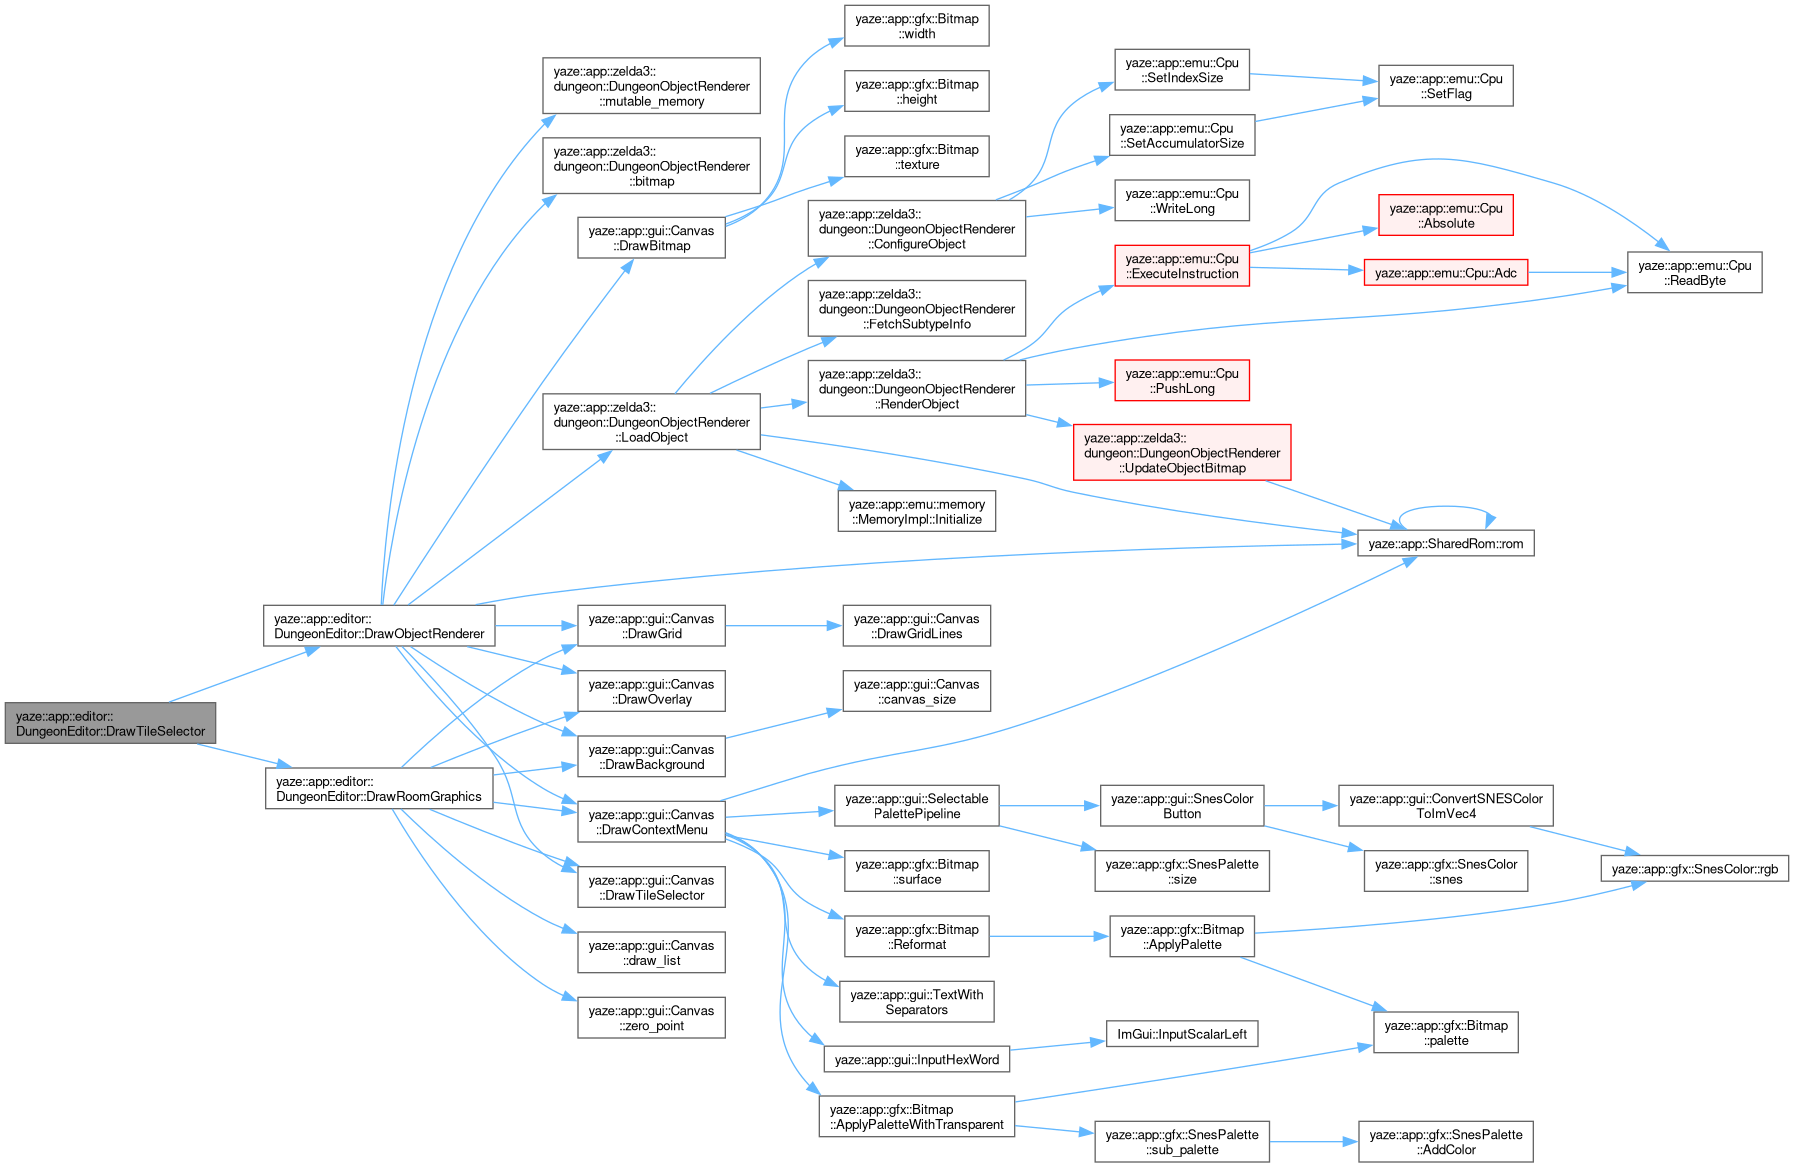 yaze::app::editor::
DungeonEditor::DrawTileSelector
yaze::app::editor::
DungeonEditor::DrawObjectRenderer
yaze::app::editor::
DungeonEditor::DrawRoomGraphics
yaze::app::zelda3::
dungeon::DungeonObjectRenderer
::mutable_memory
yaze::app::zelda3::
dungeon::DungeonObjectRenderer
::bitmap
yaze::app::gui::Canvas
::DrawBitmap
yaze::app::zelda3::
dungeon::DungeonObjectRenderer
::LoadObject
yaze::app::gui::Canvas
::DrawGrid
yaze::app::gui::Canvas
::DrawOverlay
yaze::app::gui::Canvas
::DrawBackground
yaze::app::gui::Canvas
::DrawContextMenu
yaze::app::gui::Canvas
::DrawTileSelector
yaze::app::gui::Canvas
::draw_list
yaze::app::gui::Canvas
::zero_point
yaze::app::gfx::Bitmap
::width
yaze::app::gfx::Bitmap
::height
yaze::app::gfx::Bitmap
::texture
yaze::app::zelda3::
dungeon::DungeonObjectRenderer
::ConfigureObject
yaze::app::zelda3::
dungeon::DungeonObjectRenderer
::FetchSubtypeInfo
yaze::app::zelda3::
dungeon::DungeonObjectRenderer
::RenderObject
yaze::app::emu::memory
::MemoryImpl::Initialize
yaze::app::gui::Canvas
::DrawGridLines
yaze::app::gui::Canvas
::canvas_size
yaze::app::gui::Selectable
PalettePipeline
yaze::app::gfx::Bitmap
::surface
yaze::app::gfx::Bitmap
::Reformat
yaze::app::gui::TextWith
Separators
yaze::app::gui::InputHexWord
yaze::app::gfx::Bitmap
::ApplyPaletteWithTransparent
yaze::app::emu::Cpu
::SetIndexSize
yaze::app::emu::Cpu
::SetAccumulatorSize
yaze::app::emu::Cpu
::WriteLong
yaze::app::emu::Cpu
::ExecuteInstruction
yaze::app::emu::Cpu
::PushLong
yaze::app::zelda3::
dungeon::DungeonObjectRenderer
::UpdateObjectBitmap
yaze::app::gui::SnesColor
Button
yaze::app::gfx::SnesPalette
::size
yaze::app::gfx::Bitmap
::ApplyPalette
ImGui::InputScalarLeft
yaze::app::gfx::SnesPalette
::sub_palette
yaze::app::emu::Cpu
::SetFlag
yaze::app::emu::Cpu
::Absolute
yaze::app::emu::Cpu::Adc
yaze::app::SharedRom::rom
yaze::app::gui::ConvertSNESColor
ToImVec4
yaze::app::gfx::SnesColor
::snes
yaze::app::gfx::Bitmap
::palette
yaze::app::gfx::SnesPalette
::AddColor
yaze::app::emu::Cpu
::ReadByte
yaze::app::gfx::SnesColor::rgb